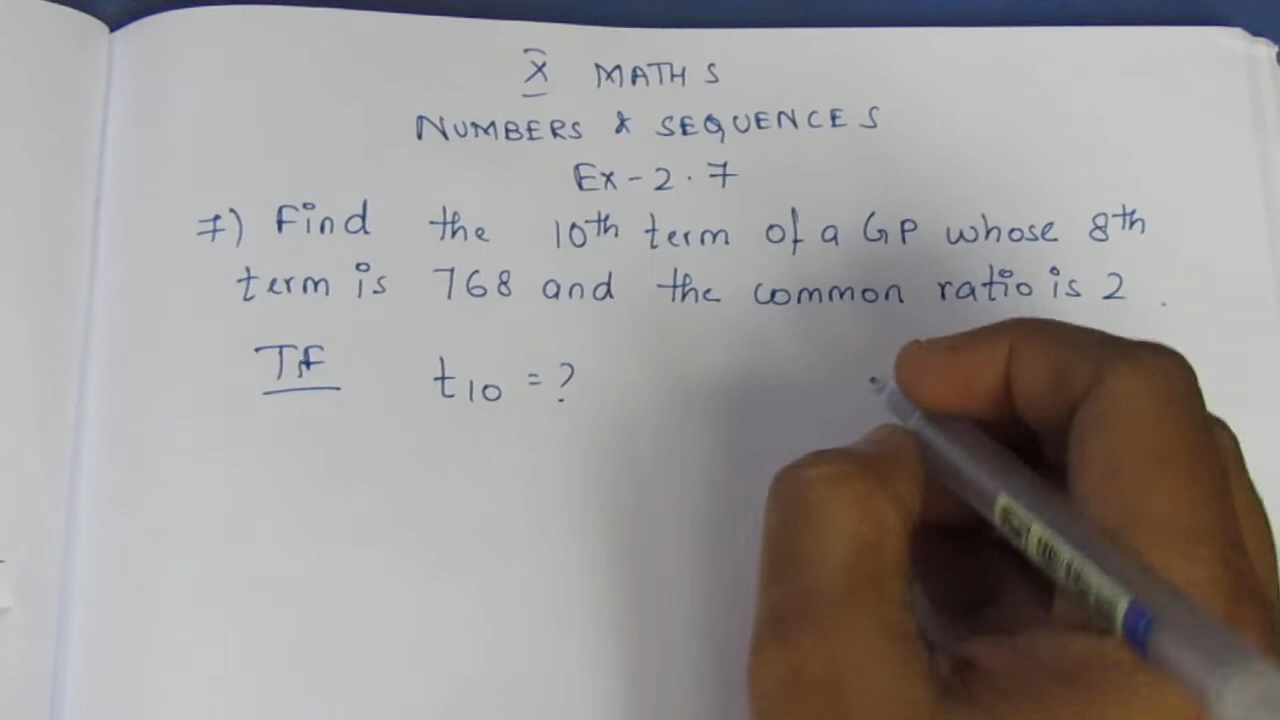 X MATHS
NUMBERS & SEQUENCES
Ex-2.7
7) Find the 10th term of a GP whose 8th
term is 768 and the common ratio is 2.
TF t10 = ?